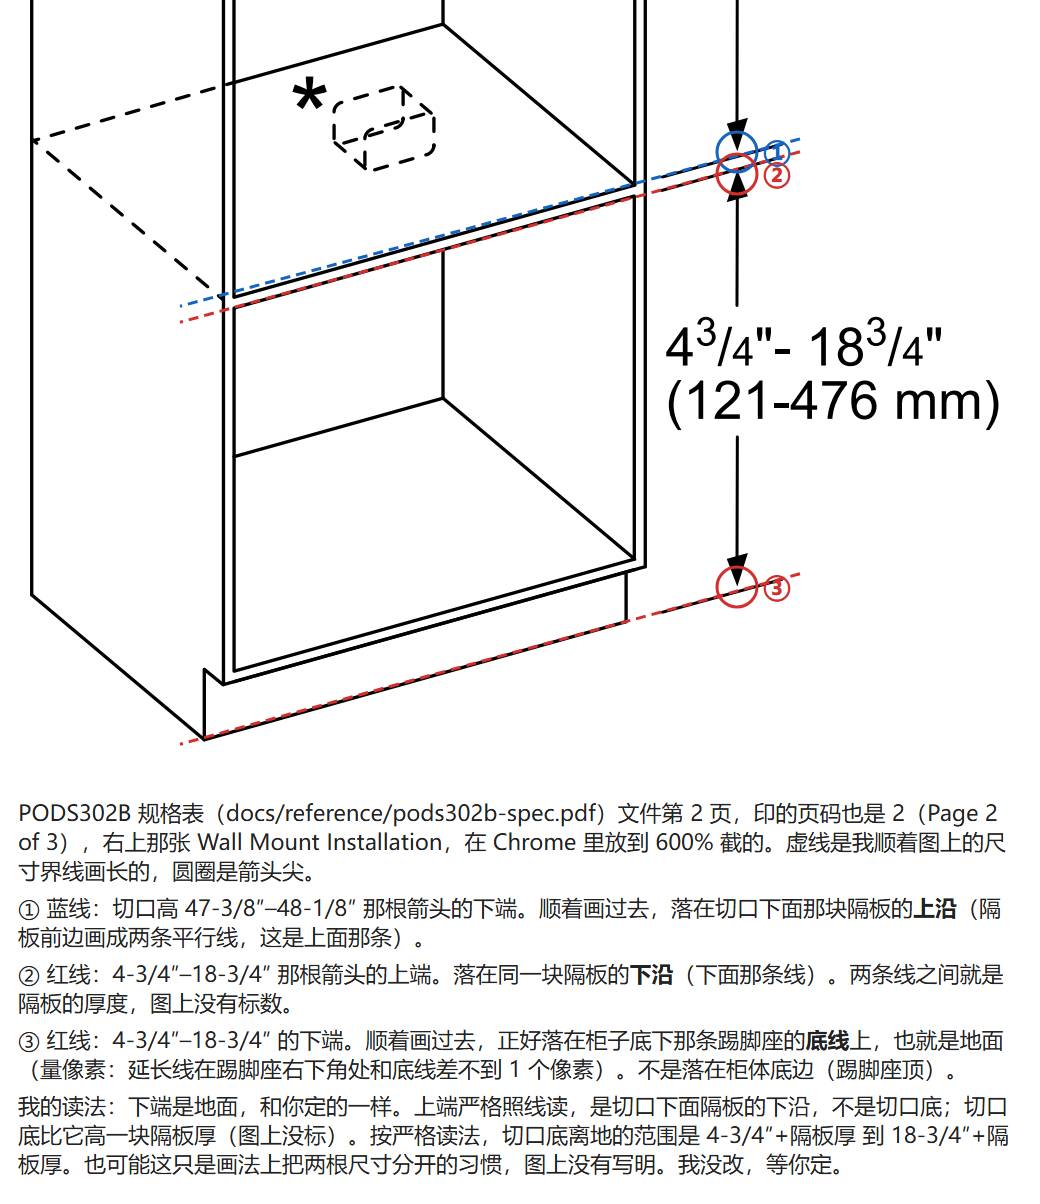 *
①
②
4 3/4"- 18 3/4"
(121-476 mm)
③
PODS302B 规格表（docs/reference/pods302b-spec.pdf）文件第 2 页，印的页码也是 2（Page 2
of 3），右上那张 Wall Mount Installation，在 Chrome 里放到 600% 截的。虚线是我顺着图上的尺
寸界线画长的，圆圈是箭头尖。
① 蓝线：切口高 47-3/8″–48-1/8″ 那根箭头的下端。顺着画过去，落在切口下面那块隔板的上沿（隔
板前边画成两条平行线，这是上面那条）。
② 红线：4-3/4″–18-3/4″ 那根箭头的上端。落在同一块隔板的下沿（下面那条线）。两条线之间就是
隔板的厚度，图上没有标数。
③ 红线：4-3/4″–18-3/4″ 的下端。顺着画过去，正好落在柜子底下那条踢脚座的底线上，也就是地面
（量像素：延长线在踢脚座右下角处和底线差不到 1 个像素）。不是落在柜体底边（踢脚座顶）。
我的读法：下端是地面，和你定的一样。上端严格照线读，是切口下面隔板的下沿，不是切口底；切口
底比它高一块隔板厚（图上没标）。按严格读法，切口底离地的范围是 4-3/4″+隔板厚 到 18-3/4″+隔
板厚。也可能这只是画法上把两根尺寸分开的习惯，图上没有写明。我没改，等你定。